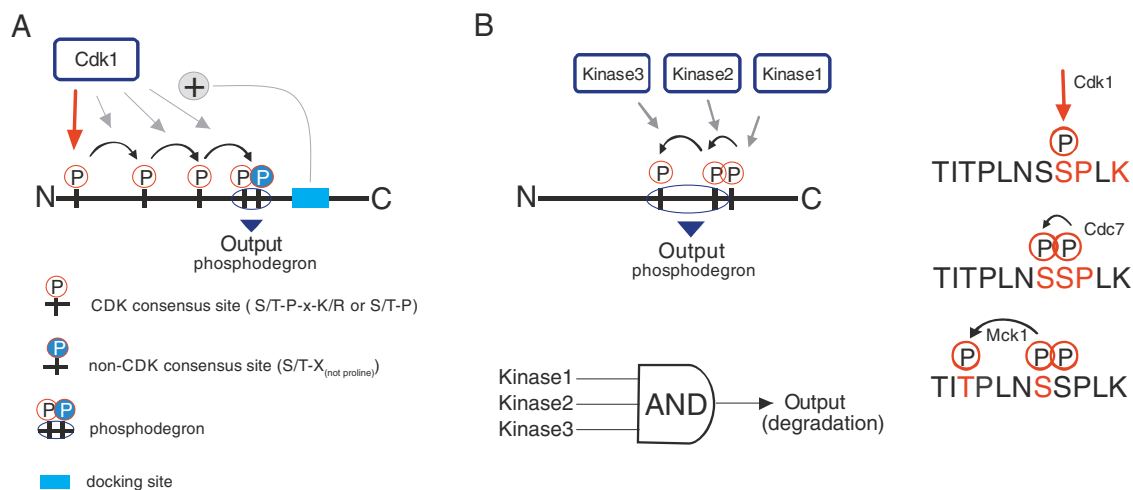 A
Cdk1
+
P P P P P
N C
Output
phosphodegron
P
CDK consensus site ( S/T-P-x-K/R or S/T-P)
P
non-CDK consensus site (S/T-X(not proline))
P P
phosphodegron
docking site
B
Kinase3 Kinase2 Kinase1
P P P
N C
Output
phosphodegron
Kinase1
Kinase2
Kinase3
AND
Output
(degradation)
Cdk1
P
TITPLNSSPLK
Cdc7
P P
TITPLNSSPLK
Mck1
P P P
TITPLNSSPLK